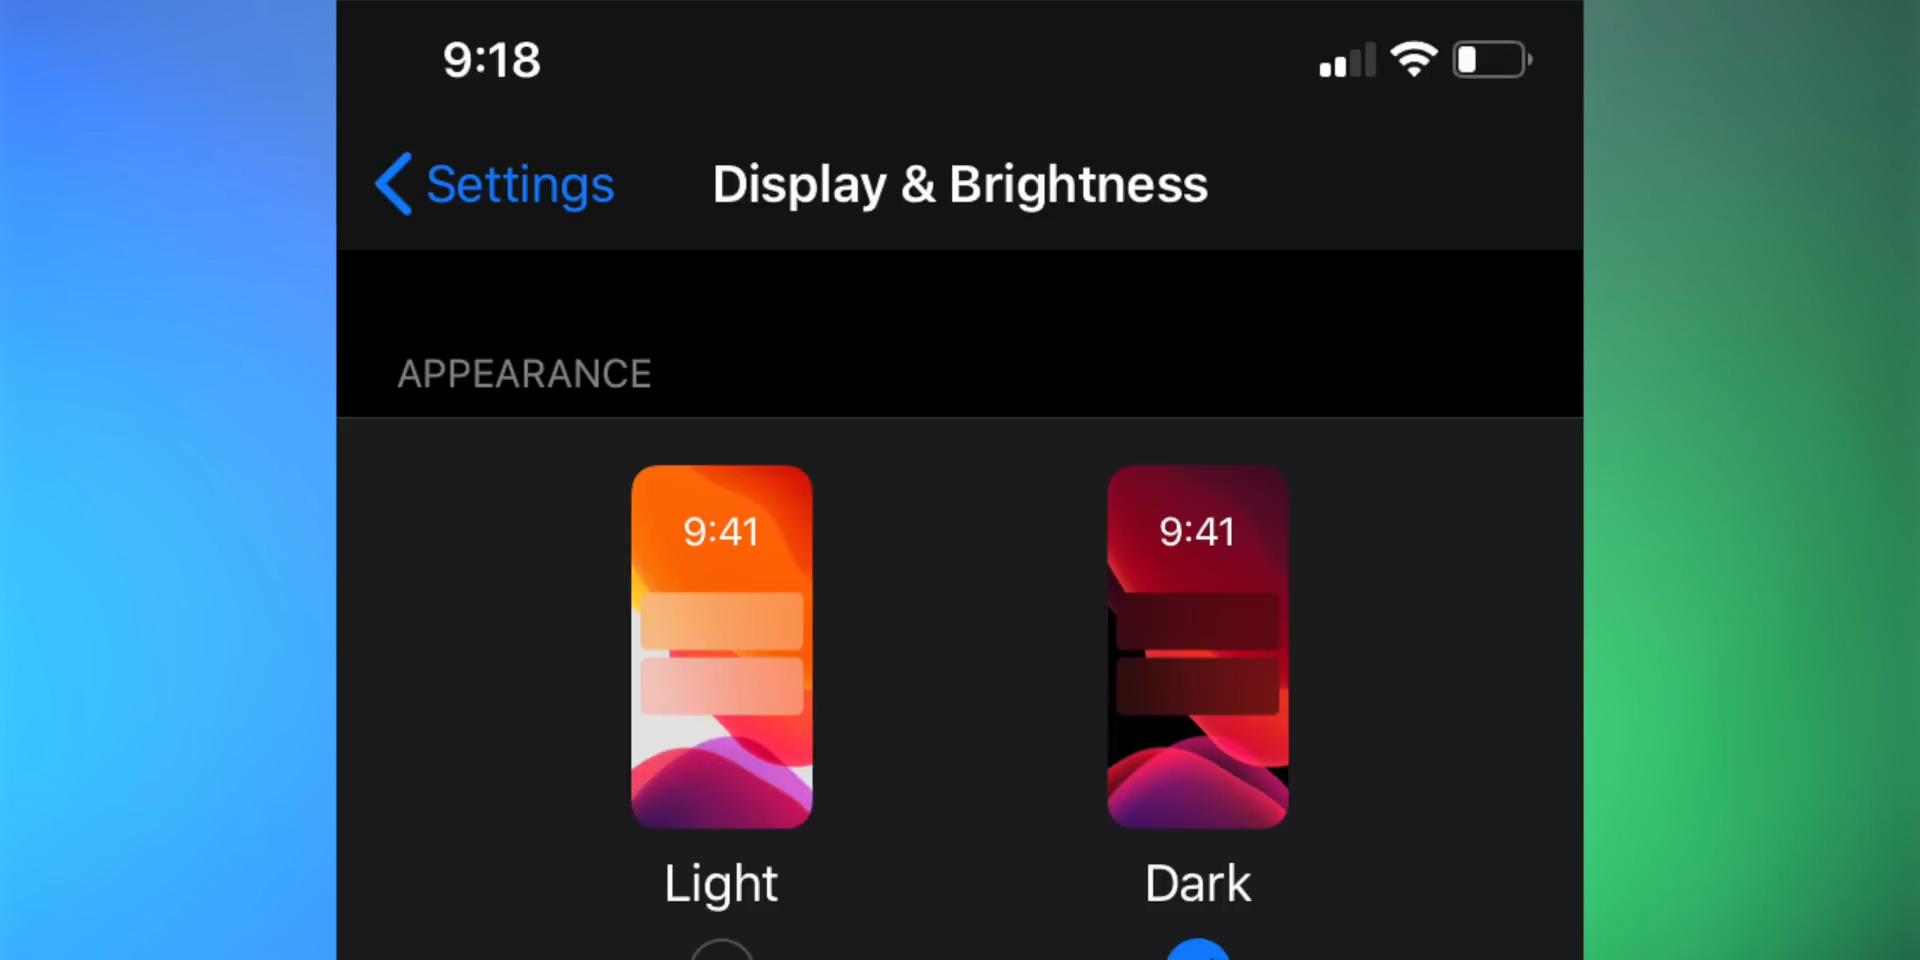 9:18
Settings
Display & Brightness
APPEARANCE
9:41
9:41
Light
Dark